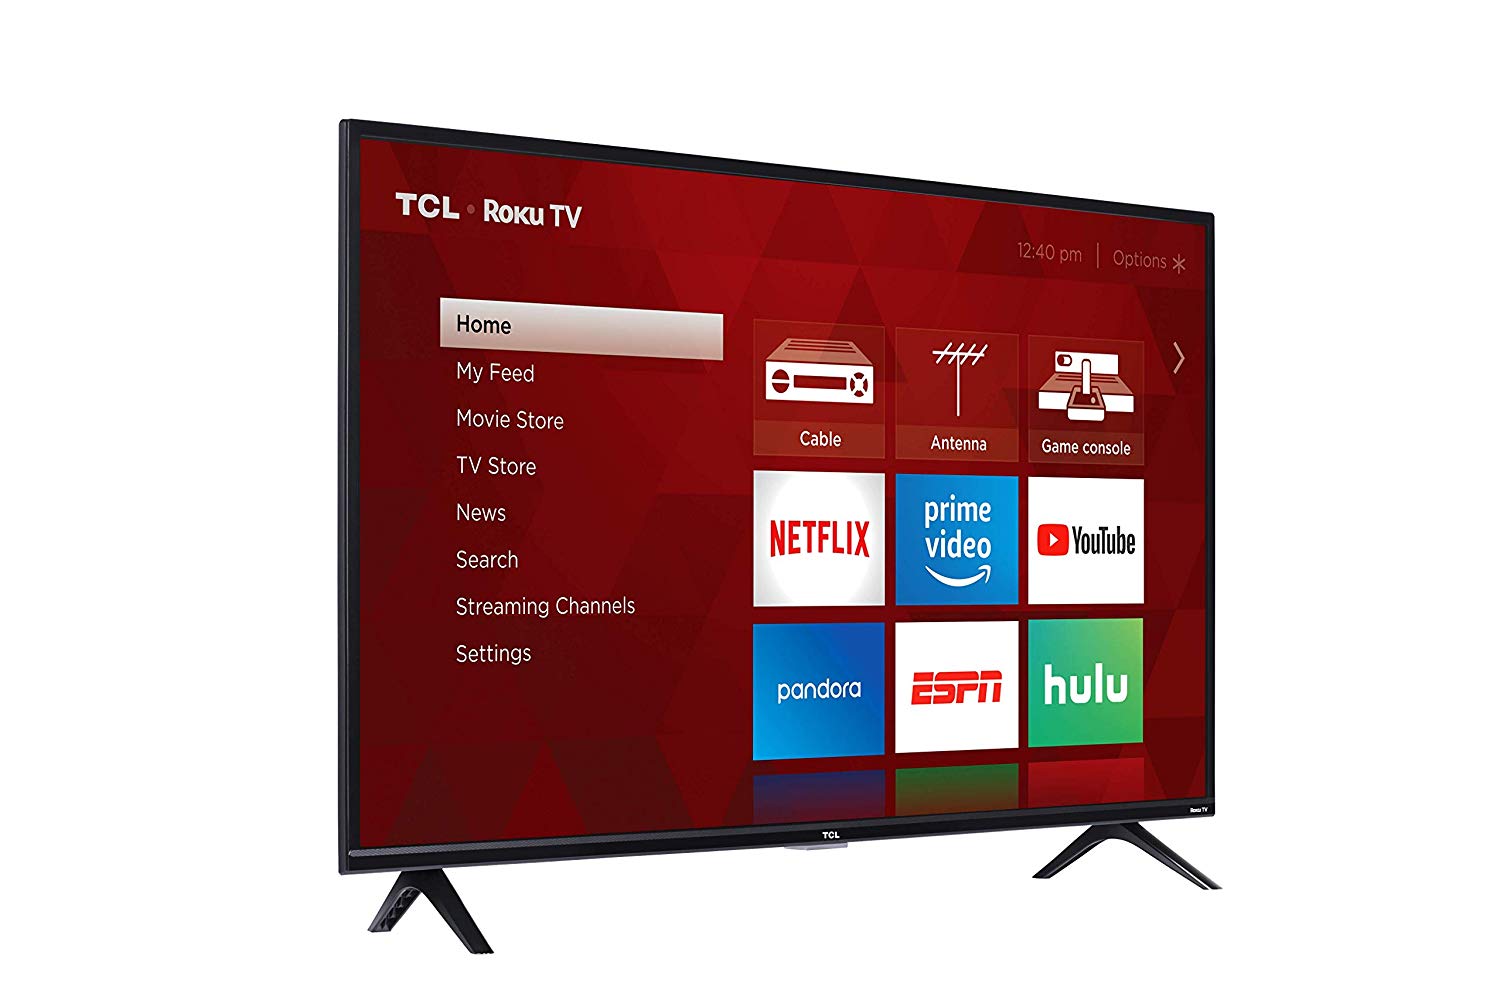 TCL • Roku TV
12:40 pm | Options *
Home
My Feed
Movie Store
TV Store
News
Search
Streaming Channels
Settings
Cable
Antenna
Game console
NETFLIX
prime
video
YouTube
pandora
ESPN
hulu
TCL
Roku TV